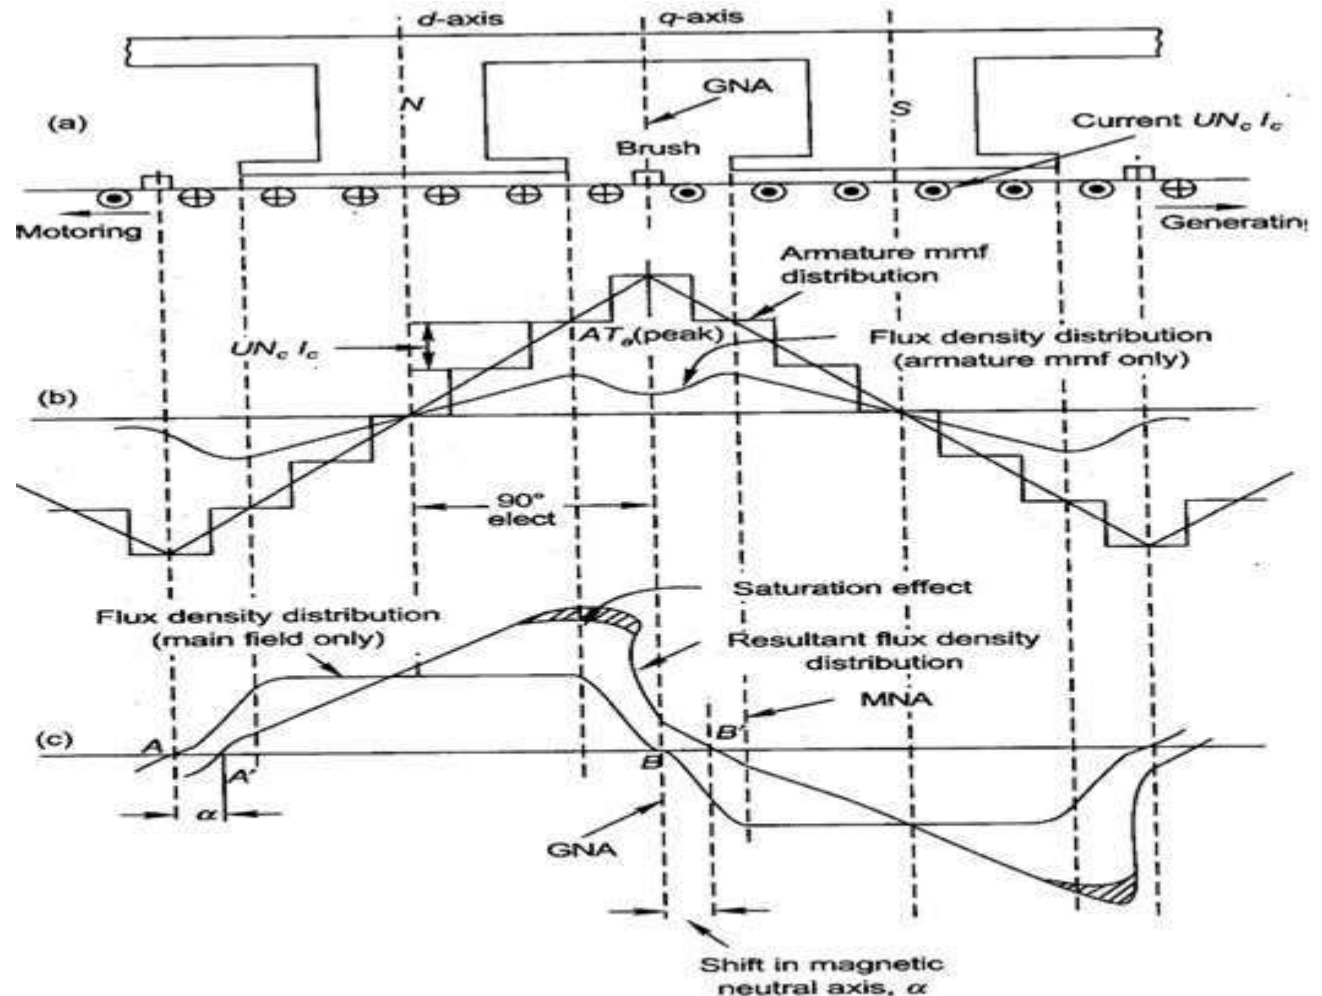 d-axis
q-axis
N
GNA
S
(a)
Current UN_c I_c
Brush
Motoring
Generatin
Armature mmf
distribution
UN_c I_c
AT_a(peak)
Flux density distribution
(armature mmf only)
(b)
90°
elect
Saturation effect
Flux density distribution
(main field only)
Resultant flux density
distribution
MNA
(c)
A
B
B'
A'
α
GNA
Shift in magnetic
neutral axis, α